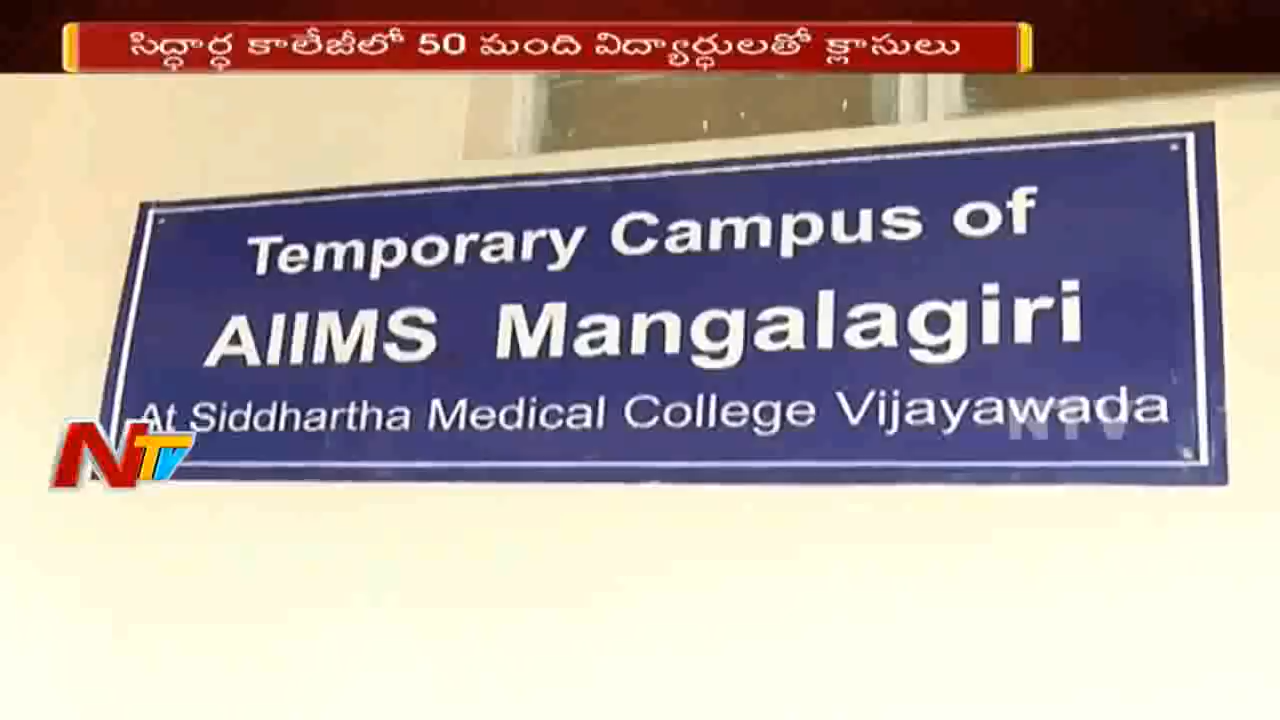 సిద్ధార్థ కాలేజీలో 50 మంది విద్యార్థులతో క్లాసులు
Temporary Campus of
AIIMS Mangalagiri
At Siddhartha Medical College Vijayawada
NTV
NTV